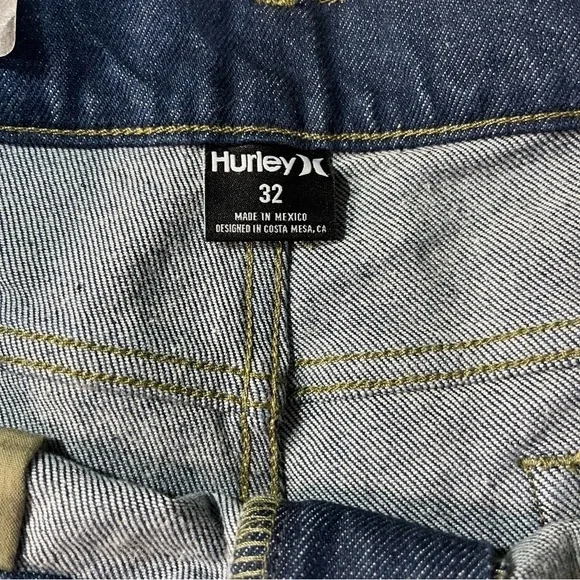 Hurley
32
MADE IN MEXICO
DESIGNED IN COSTA MESA, CA